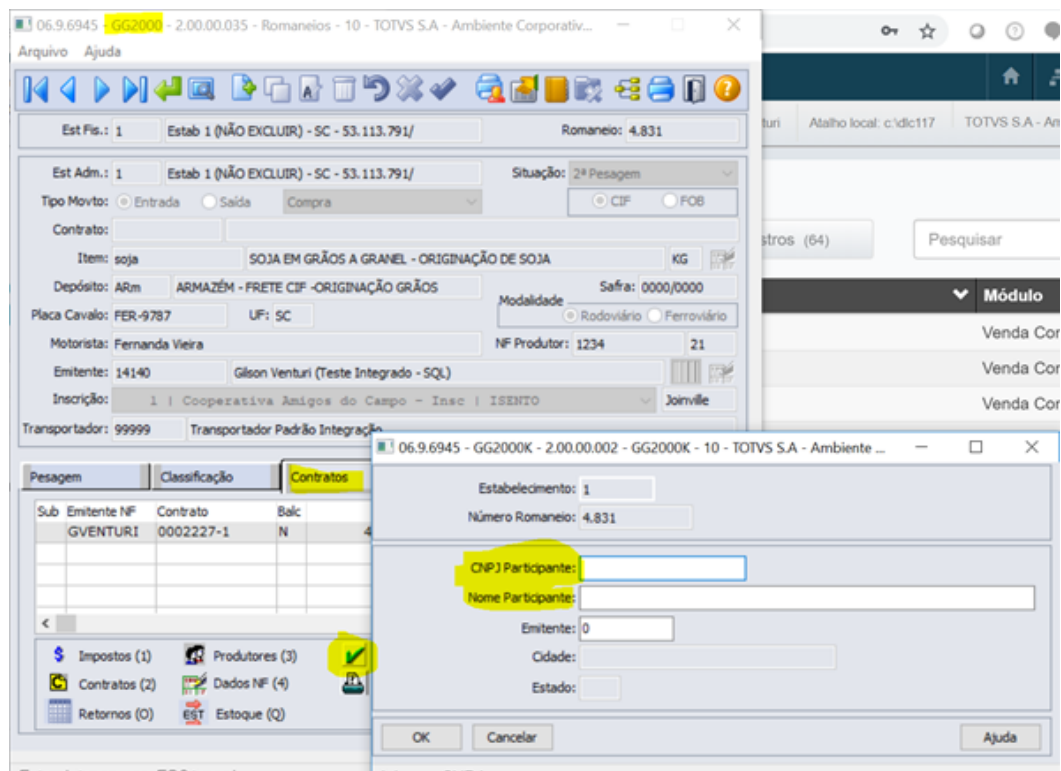 06.9.6945 - GG2000 - 2.00.00.035 - Romaneios - 10 - TOTVS S.A - Ambiente Corporativ...
Arquivo Ajuda
Est Fis.: 1 Estab 1 (NÃO EXCLUIR) - SC - 53.113.791/ Romaneio: 4.831
Est Adm.: 1 Estab 1 (NÃO EXCLUIR) - SC - 53.113.791/ Situação: 2ª Pesagem
Tipo Movto: Entrada Saída Compra CIF FOB
Contrato:
Item: soja SOJA EM GRÃOS A GRANEL - ORIGINAÇÃO DE SOJA KG
Depósito: ARm ARMAZÉM - FRETE CIF -ORIGINAÇÃO GRÃOS Safra: 0000/0000
Modalidade
Placa Cavalo: FER-9787 UF: SC Rodoviário Ferroviário
Motorista: Fernanda Vieira NF Produtor: 1234 21
Emitente: 14140 Gilson Venturi (Teste Integrado - SQL)
Inscrição: 1 | Cooperativa Amigos do Campo - Insc | ISENTO Joinville
Transportador: 99999 Transportador Padrão Integração
Pesagem Classificação Contratos
Sub Emitente NF Contrato Balc
GVENTURI 0002227-1 N 4
$ Impostos (1) Produtores (3)
C Contratos (2) Dados NF (4)
Retornos (O) EST Estoque (Q)
turi Atalho local: c:\dlc117 TOTVS S.A - Am
stros (64) Pesquisar
Módulo
Venda Cor
Venda Cor
Venda Cor
06.9.6945 - GG2000K - 2.00.00.002 - GG2000K - 10 - TOTVS S.A - Ambiente ...
Estabelecimento: 1
Número Romaneio: 4.831
CNPJ Participante:
Nome Participante:
Emitente: 0
Cidade:
Estado:
OK Cancelar Ajuda